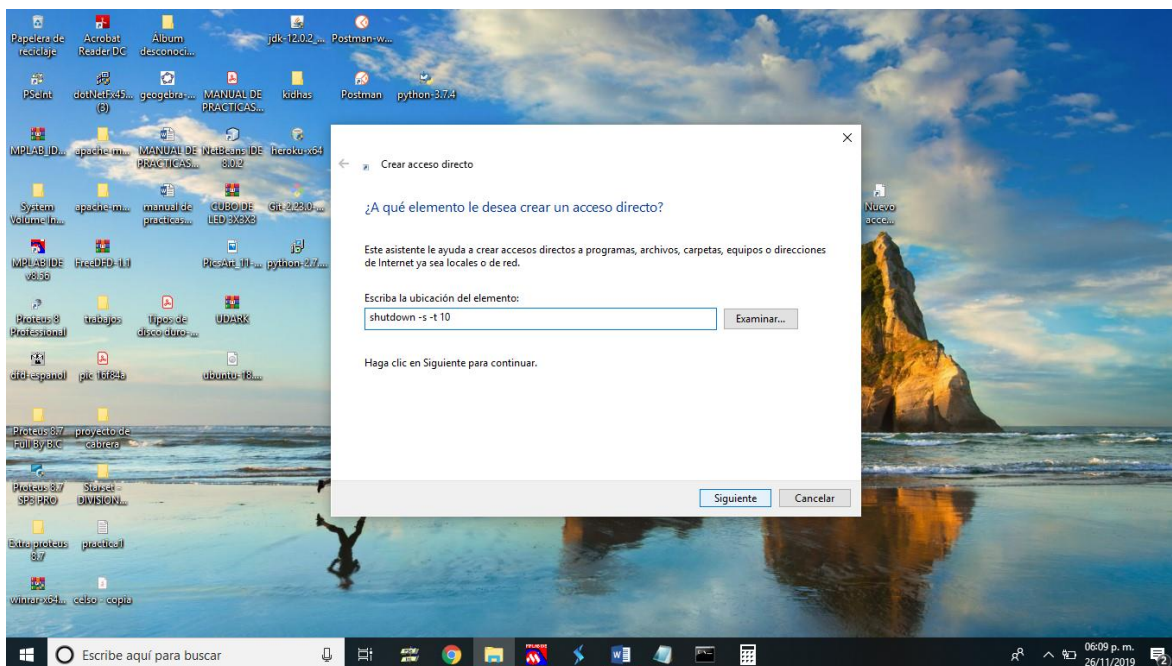 Papelera de reciclaje
Acrobat Reader DC
Album desconoci...
jdk-12.0.2_...
Postman-w...
PSeInt
dotNetFx45... (3)
geogebra-...
MANUAL DE PRACTICAS...
kidhas
Postman
python-3.7.4
MPLAB_ID...
apache-m...
MANUAL DE PRACTICAS...
NetBeans IDE 8.0.2
heroku-x64
System Volume In...
apache-m...
manual de practicas...
CUBO DE LED 3X3X3
Git-2.23.0-...
Nuevo acce...
MPLAB IDE v8.56
FreeDFD-1.1
PicsArt_11-...
python-2.7....
Proteus 8 Professional
trabajos
Tipos de disco duro-...
UDARK
dfd-espanol
pic 16f84a
ubuntu-18....
Proteus 8.7 Full By B.C
proyecto de cabrera
Proteus 8.7 SP3 PRO
Starset - DIVISION...
Extra proteus 8.7
practica11
winrar-x64...
celso - copia
Crear acceso directo
¿A qué elemento le desea crear un acceso directo?
Este asistente le ayuda a crear accesos directos a programas, archivos, carpetas, equipos o direcciones
de Internet ya sea locales o de red.
Escriba la ubicación del elemento:
shutdown -s -t 10
Examinar...
Haga clic en Siguiente para continuar.
Siguiente
Cancelar
Escribe aquí para buscar
06:09 p. m.
26/11/2019